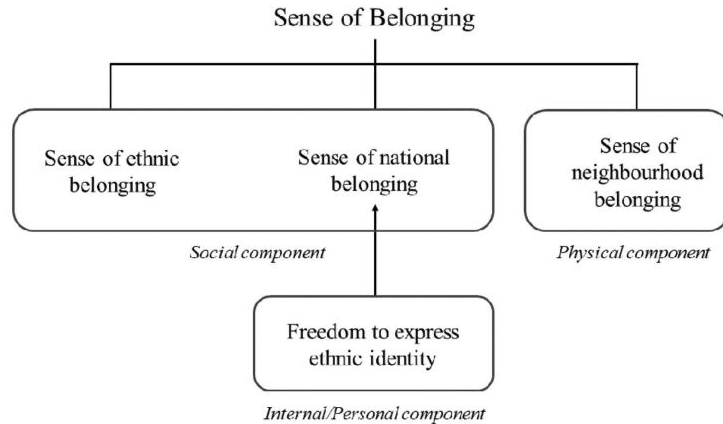 Sense of Belonging
Sense of ethnic
belonging
Sense of national
belonging
Sense of
neighbourhood
belonging
Social component
Physical component
Freedom to express
ethnic identity
Internal/Personal component